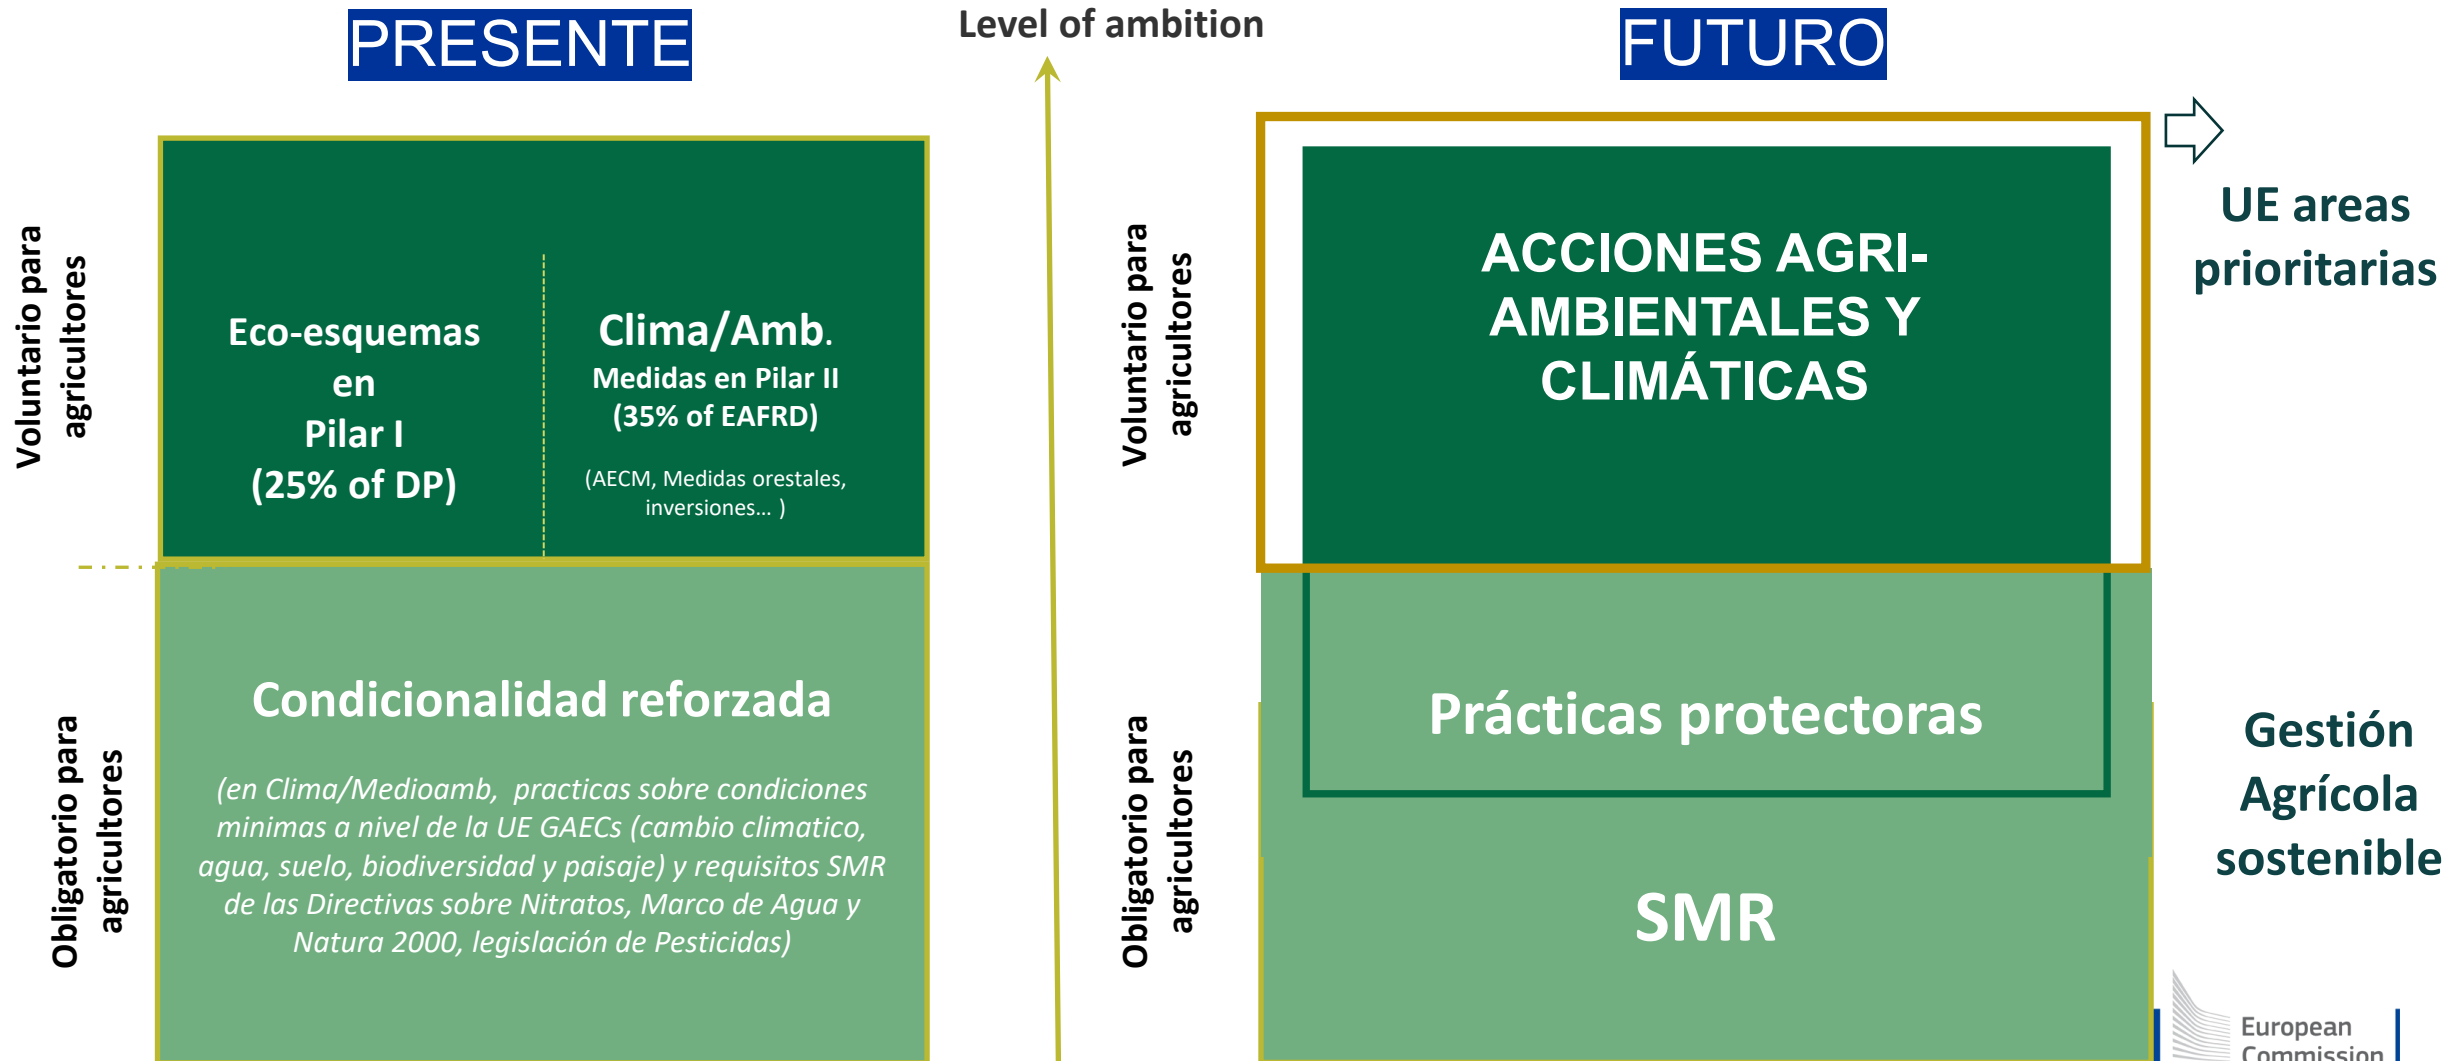 PRESENTE
Level of ambition
FUTURO
Voluntario para
agricultores
Eco-esquemas
en
Pilar I
(25% of DP)
Clima/Amb.
Medidas en Pilar II
(35% of EAFRD)
(AECM, Medidas orestales,
inversiones... )
Obligatorio para
agricultores
Condicionalidad reforzada
(en Clima/Medioamb, practicas sobre condiciones
minimas a nivel de la UE GAECs (cambio climatico,
agua, suelo, biodiversidad y paisaje) y requisitos SMR
de las Directivas sobre Nitratos, Marco de Agua y
Natura 2000, legislación de Pesticidas)
Voluntario para
agricultores
ACCIONES AGRI-
AMBIENTALES Y
CLIMÁTICAS
UE areas
prioritarias
Obligatorio para
agricultores
Prácticas protectoras
SMR
Gestión
Agrícola
sostenible
European
Commission